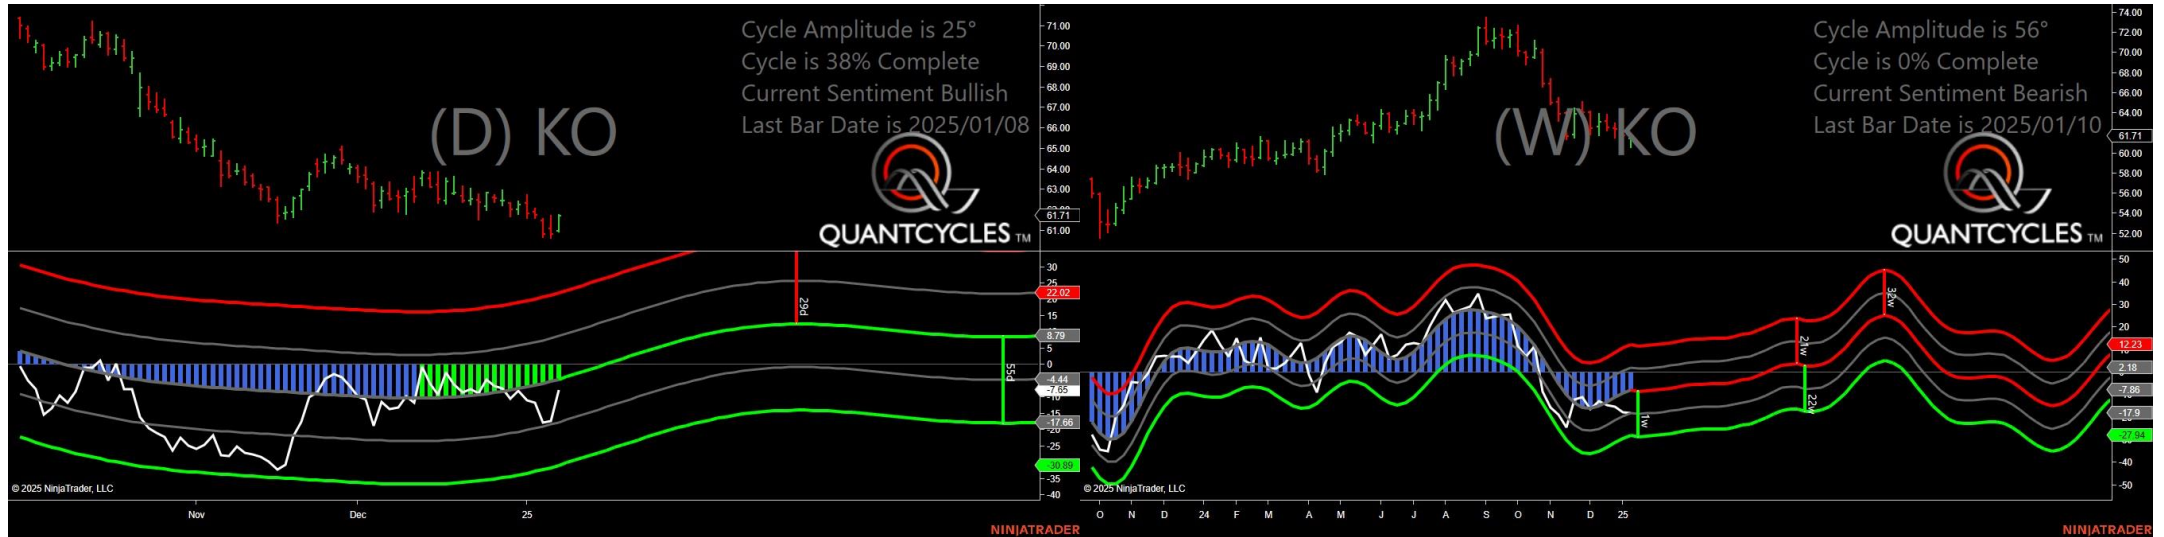 Cycle Amplitude is 25°
Cycle is 38% Complete
Current Sentiment Bullish
Last Bar Date is 2025/01/08
(D) KO
QUANTCYCLES TM
71.00
70.00
69.00
68.00
67.00
66.00
65.00
64.00
63.00
61.71
61.00
30
22.02
15
8.79
5
0
-4.44
-7.65
-15
-17.66
-25
-30.89
-35
-40
29d
55d
© 2025 NinjaTrader, LLC
Nov
Dec
25
NINJATRADER
Cycle Amplitude is 56°
Cycle is 0% Complete
Current Sentiment Bearish
Last Bar Date is 2025/01/10
(W) KO
QUANTCYCLES TM
74.00
72.00
70.00
68.00
66.00
64.00
61.71
60.00
58.00
56.00
54.00
52.00
50
40
30
20
12.23
2.18
-7.86
-17.9
-27.94
-40
-50
1w
21w
22w
32w
© 2025 NinjaTrader, LLC
O N D 24 F M A M J J A S O N D 25
NINJATRADER